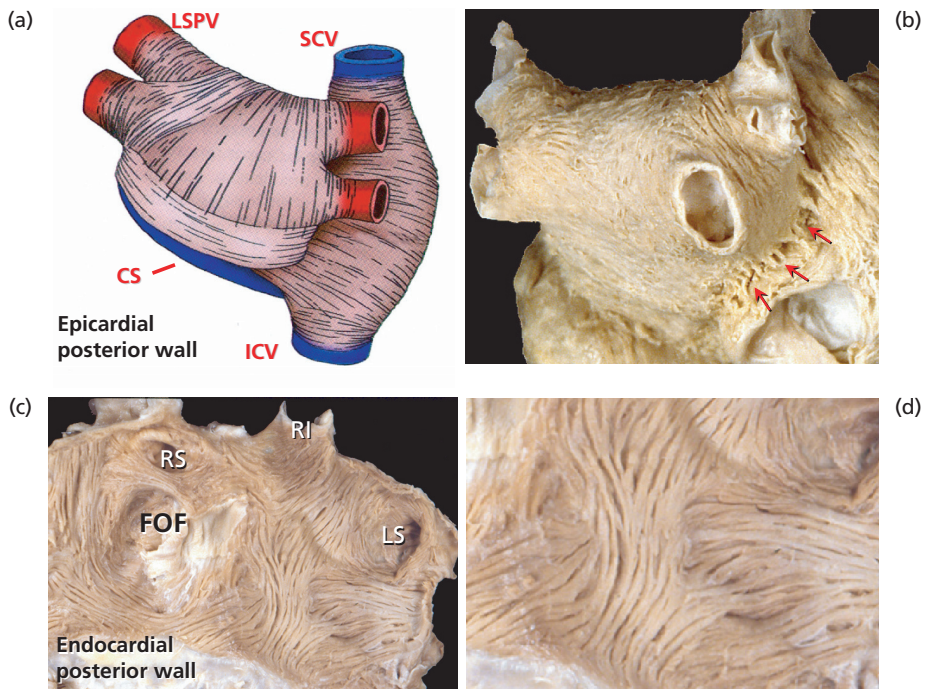 (a)
LSPV
SCV
CS
Epicardial
posterior wall
ICV
(b)
(c)
RI
RS
FOF
LS
Endocardial
posterior wall
(d)